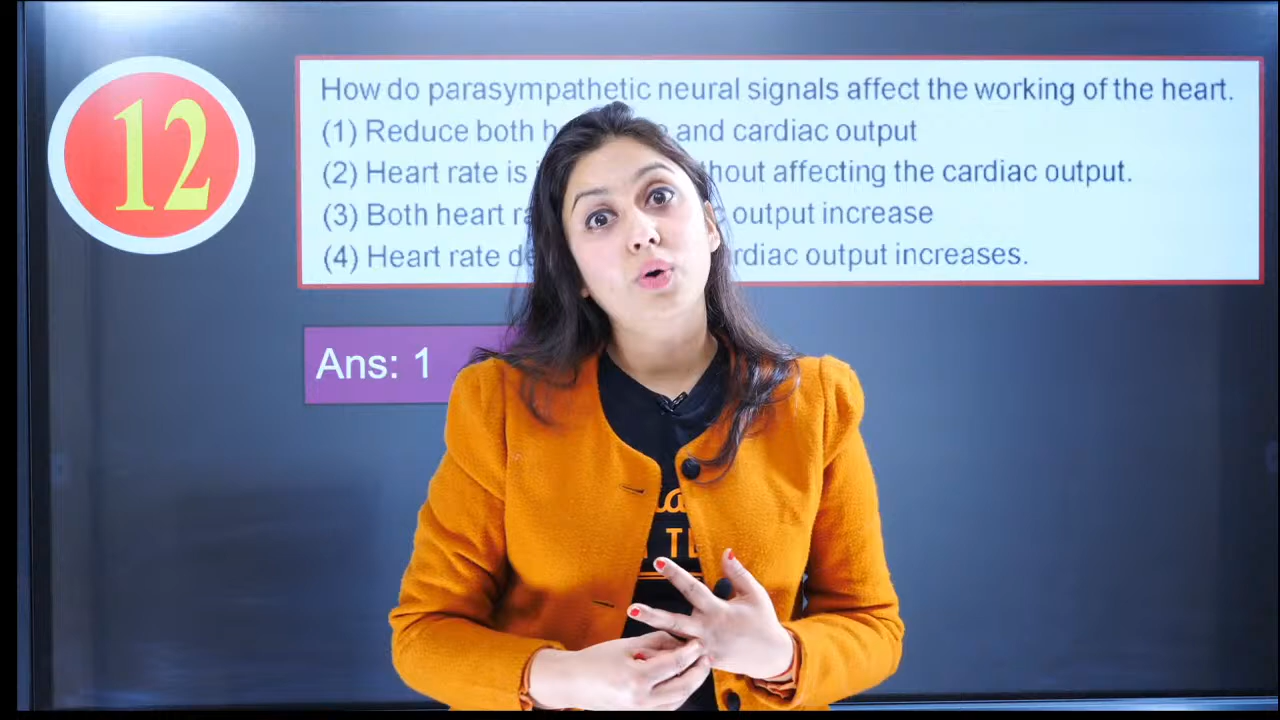 12
How do parasympathetic neural signals affect the working of the heart.
(1) Reduce both and cardiac output
(2) Heart rate is affecting the cardiac output.
(3) Both heart output increase
(4) Heart rate output increases.
Ans: 1